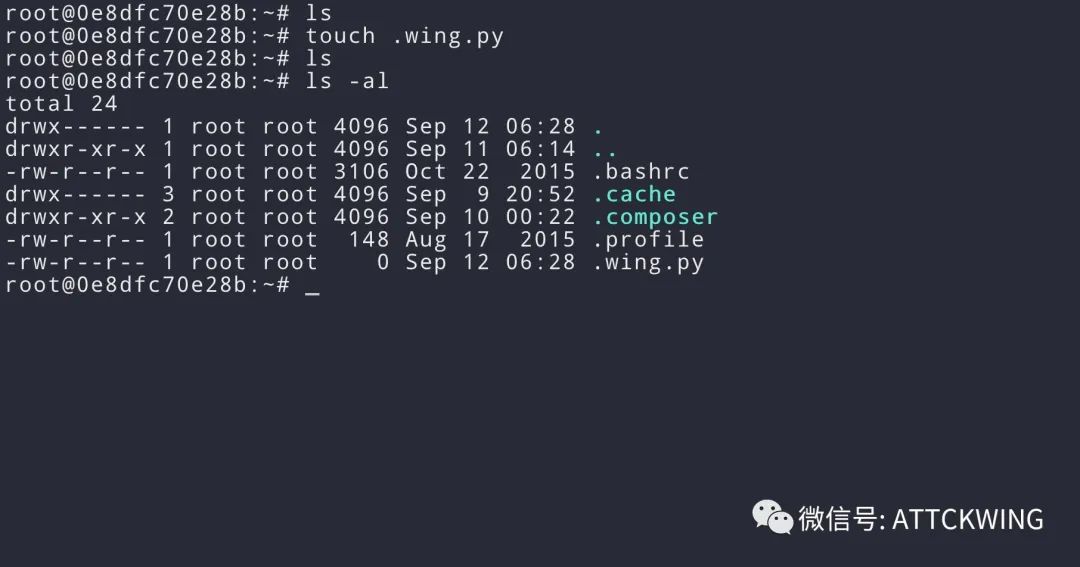 root@0e8dfc70e28b:~# ls
root@0e8dfc70e28b:~# touch .wing.py
root@0e8dfc70e28b:~# ls
root@0e8dfc70e28b:~# ls -al
total 24
drwx------ 1 root root 4096 Sep 12 06:28 .
drwxr-xr-x 1 root root 4096 Sep 11 06:14 ..
-rw-r--r-- 1 root root 3106 Oct 22  2015 .bashrc
drwx------ 3 root root 4096 Sep  9 20:52 .cache
drwxr-xr-x 2 root root 4096 Sep 10 00:22 .composer
-rw-r--r-- 1 root root  148 Aug 17  2015 .profile
-rw-r--r-- 1 root root    0 Sep 12 06:28 .wing.py
root@0e8dfc70e28b:~# _
微信号: ATTCKWING